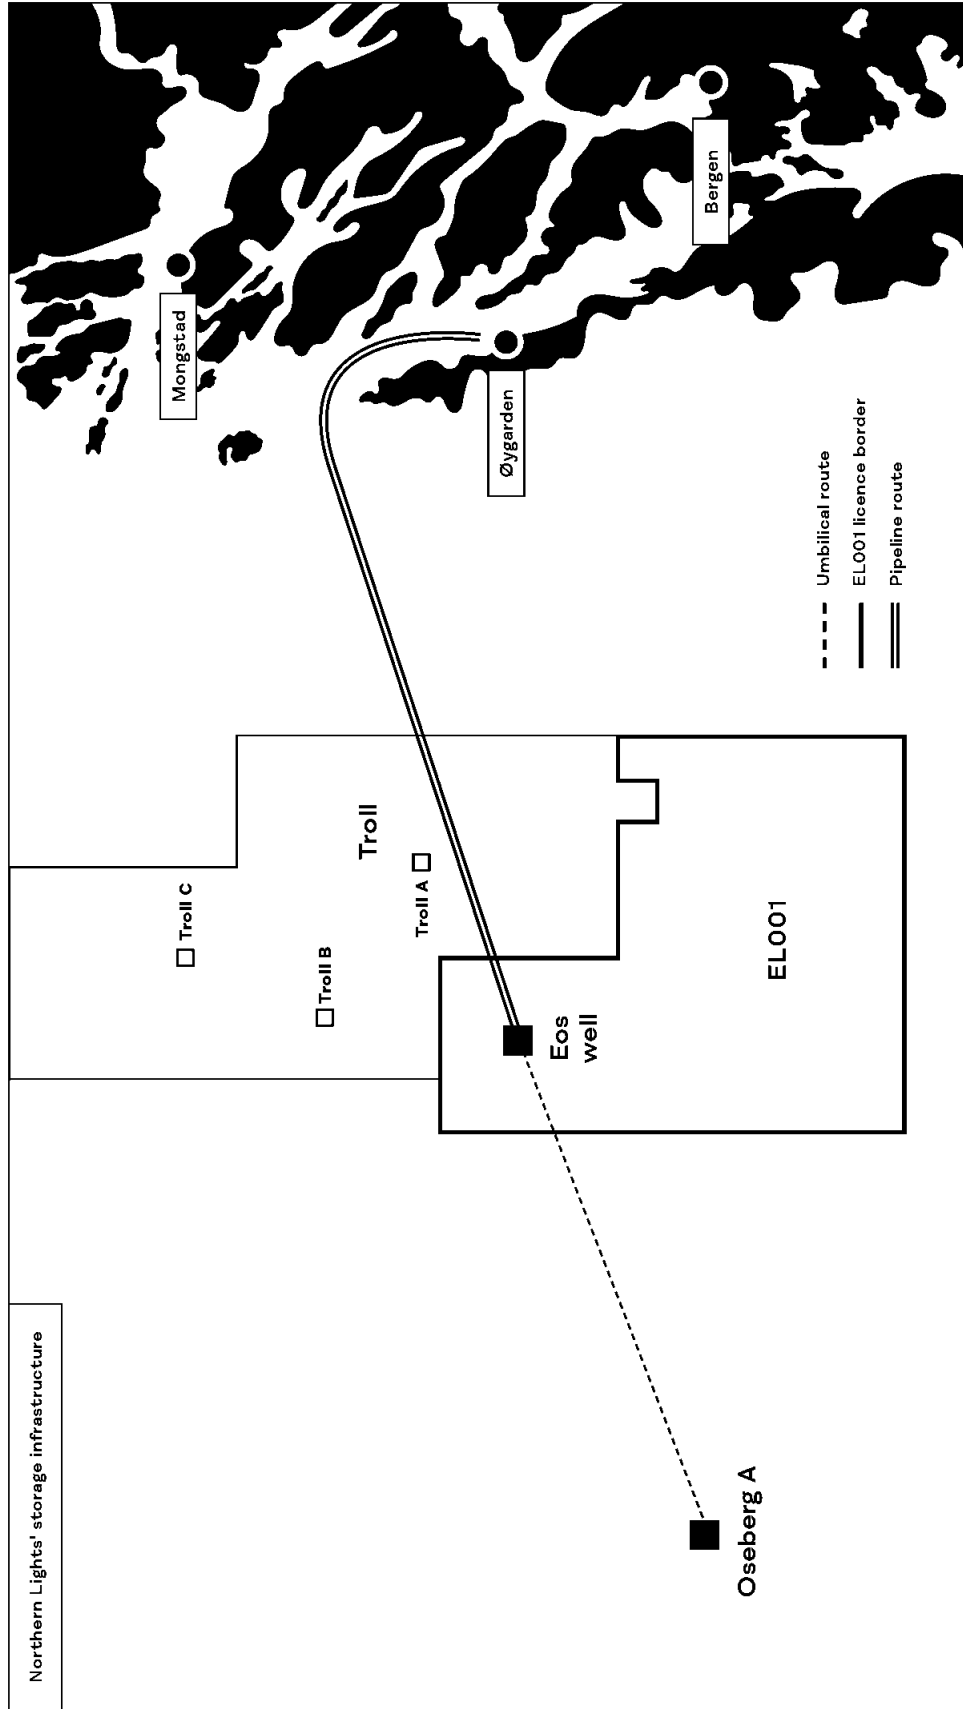 Northern Lights' storage infrastructure
Mongstad
Troll C
Troll B
Troll
Troll A
Øygarden
Eos
well
Bergen
Oseberg A
EL001
Umbilical route
EL001 licence border
Pipeline route